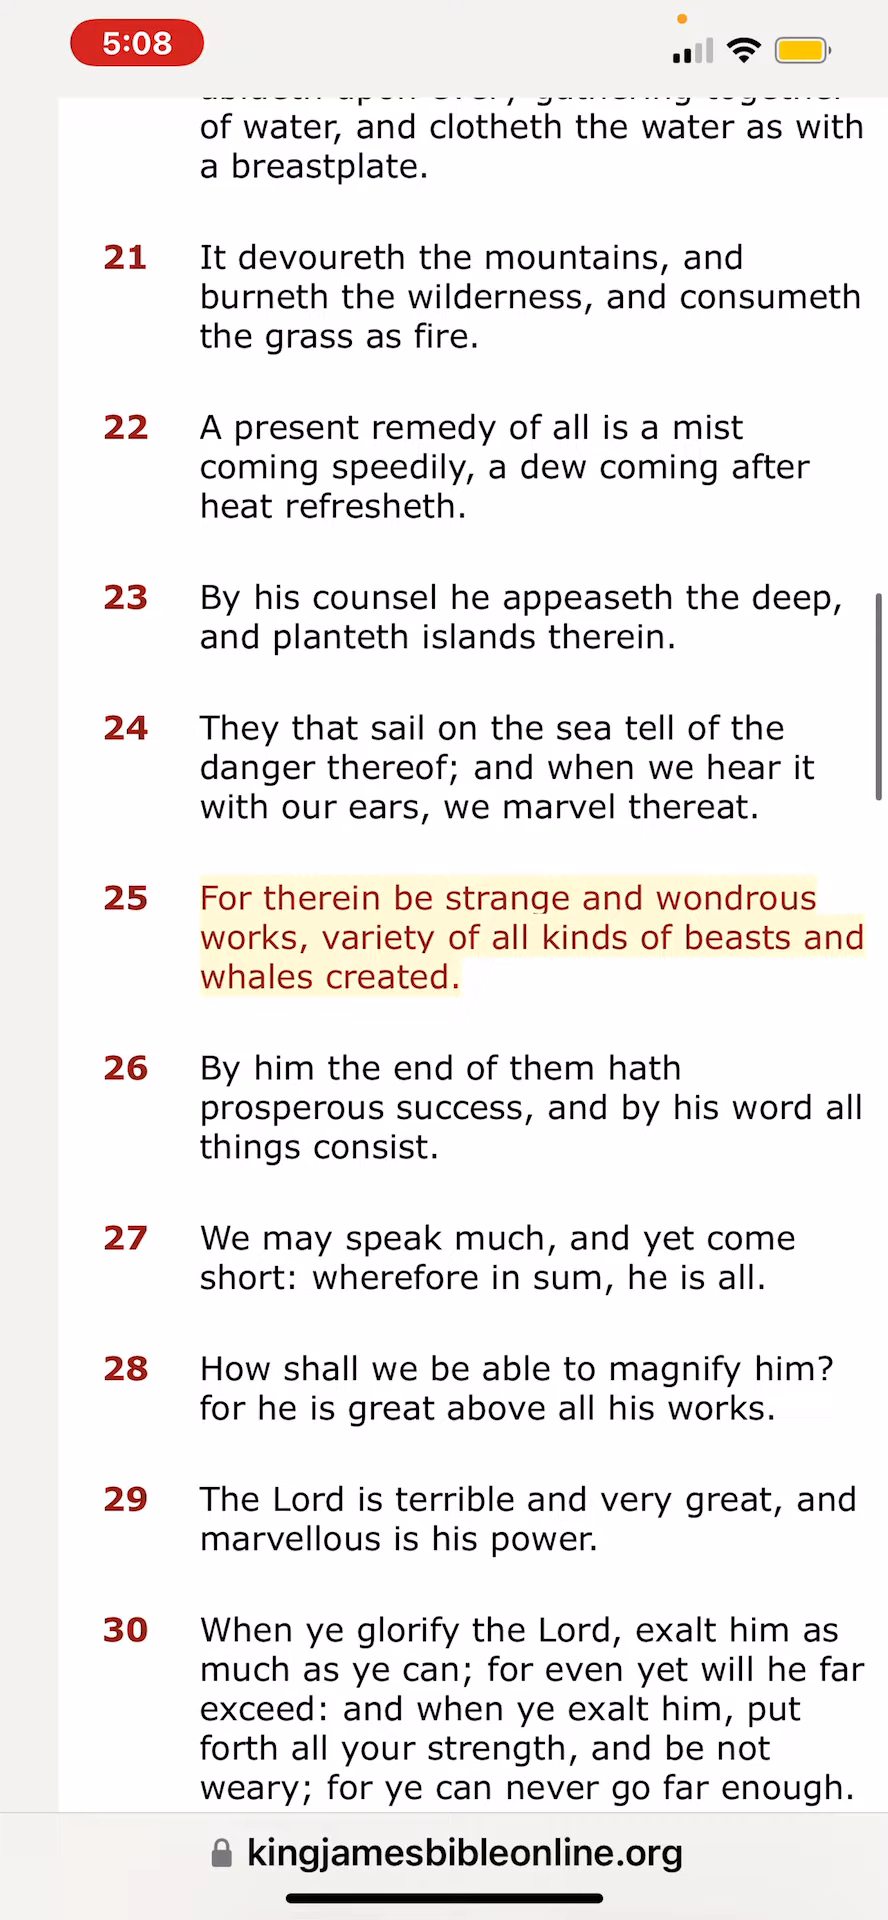 5:08
of water, and clotheth the water as with
a breastplate.
21 It devoureth the mountains, and
burneth the wilderness, and consumeth
the grass as fire.
22 A present remedy of all is a mist
coming speedily, a dew coming after
heat refresheth.
23 By his counsel he appeaseth the deep,
and planteth islands therein.
24 They that sail on the sea tell of the
danger thereof; and when we hear it
with our ears, we marvel thereat.
25 For therein be strange and wondrous
works, variety of all kinds of beasts and
whales created.
26 By him the end of them hath
prosperous success, and by his word all
things consist.
27 We may speak much, and yet come
short: wherefore in sum, he is all.
28 How shall we be able to magnify him?
for he is great above all his works.
29 The Lord is terrible and very great, and
marvellous is his power.
30 When ye glorify the Lord, exalt him as
much as ye can; for even yet will he far
exceed: and when ye exalt him, put
forth all your strength, and be not
weary; for ye can never go far enough.
kingjamesbibleonline.org